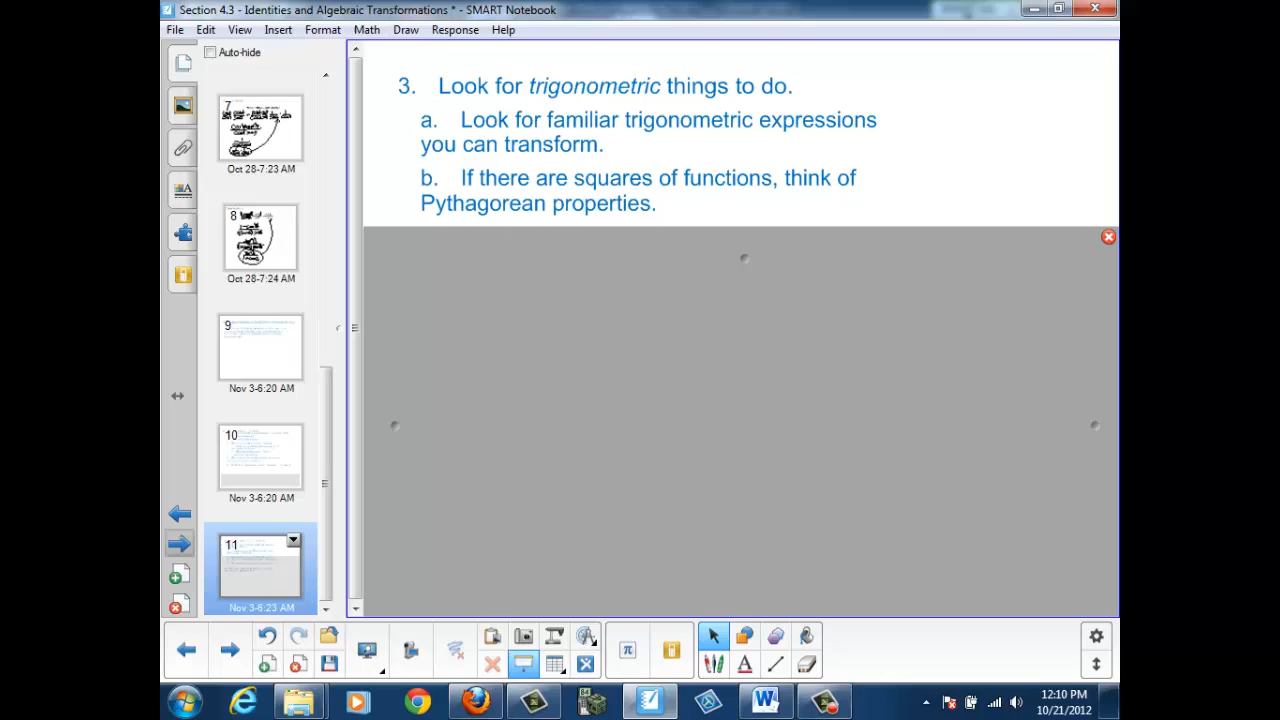 Section 4.3 - Identities and Algebraic Transformations * - SMART Notebook
File Edit View Insert Format Math Draw Response Help
Auto-hide
3. Look for trigonometric things to do.
a. Look for familiar trigonometric expressions
you can transform.
b. If there are squares of functions, think of
Pythagorean properties.
7
Oct 28-7:23 AM
8
Oct 28-7:24 AM
9
Nov 3-6:20 AM
10
Nov 3-6:20 AM
11
Nov 3-6:23 AM
12:10 PM
10/21/2012